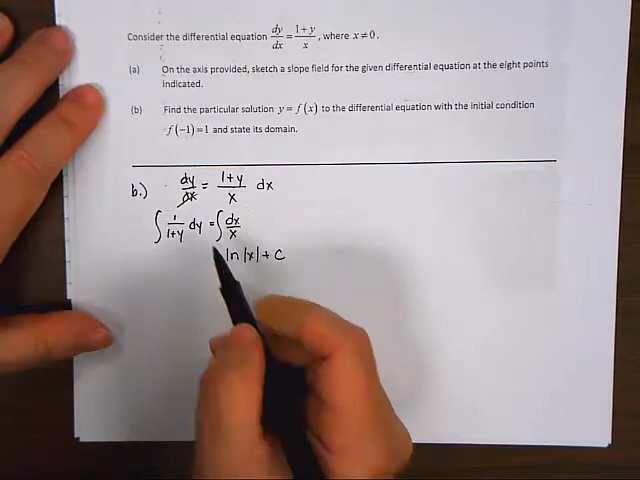 Consider the differential equation dy/dx = 1+y/x, where x ≠ 0.
(a) On the axis provided, sketch a slope field for the given differential equation at the eight points
indicated.
(b) Find the particular solution y = f(x) to the differential equation with the initial condition
f(−1) = 1 and state its domain.
b.) dy/dx = 1+y/x dx
∫ 1/1+y dy = ∫ dx/x
ln|x| + C